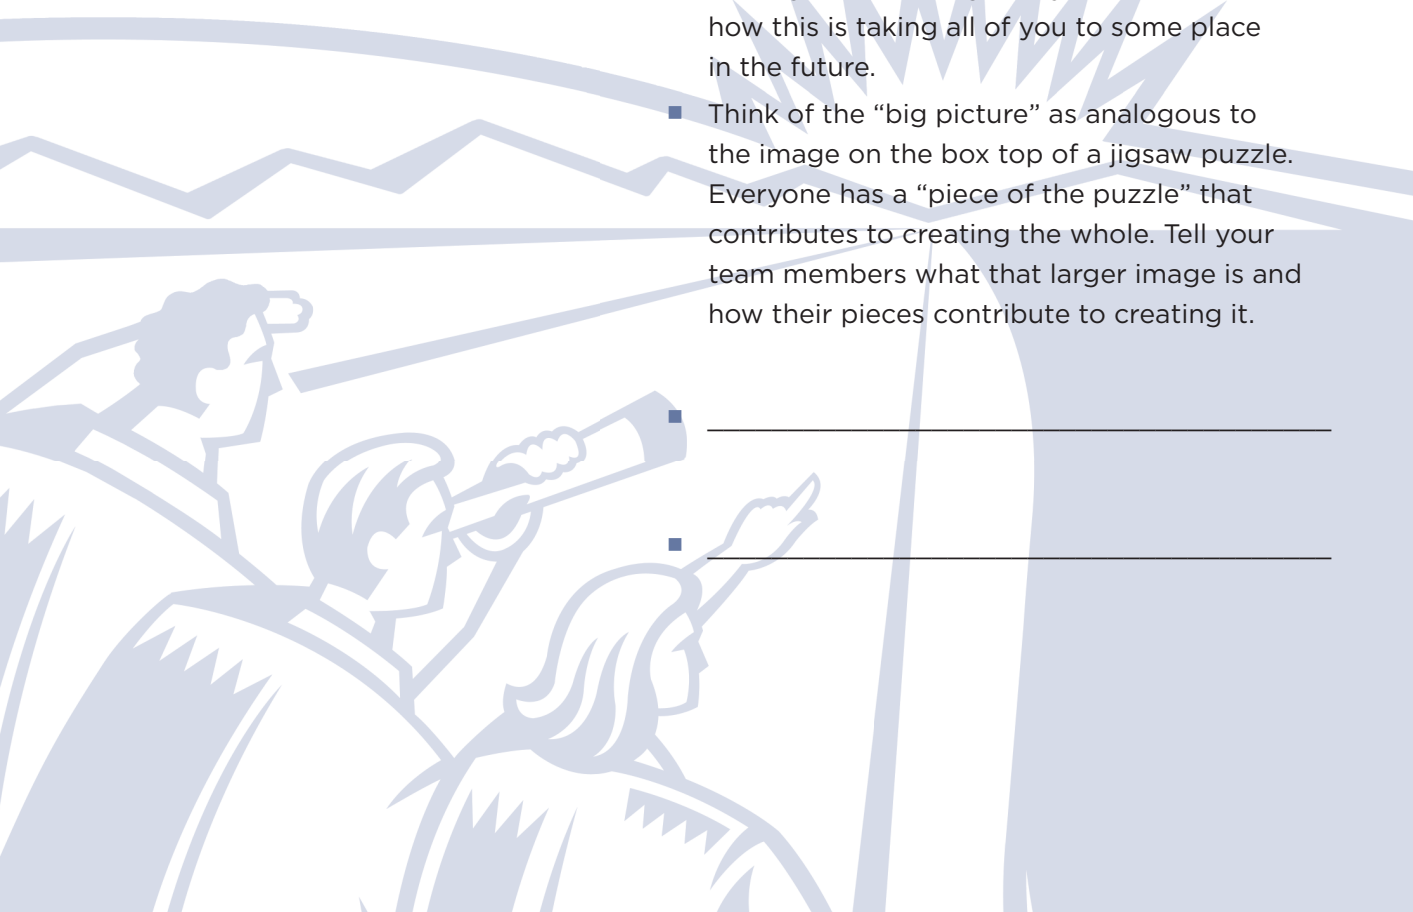 how this is taking all of you to some place
in the future.
■ Think of the “big picture” as analogous to
the image on the box top of a jigsaw puzzle.
Everyone has a “piece of the puzzle” that
contributes to creating the whole. Tell your
team members what that larger image is and
how their pieces contribute to creating it.